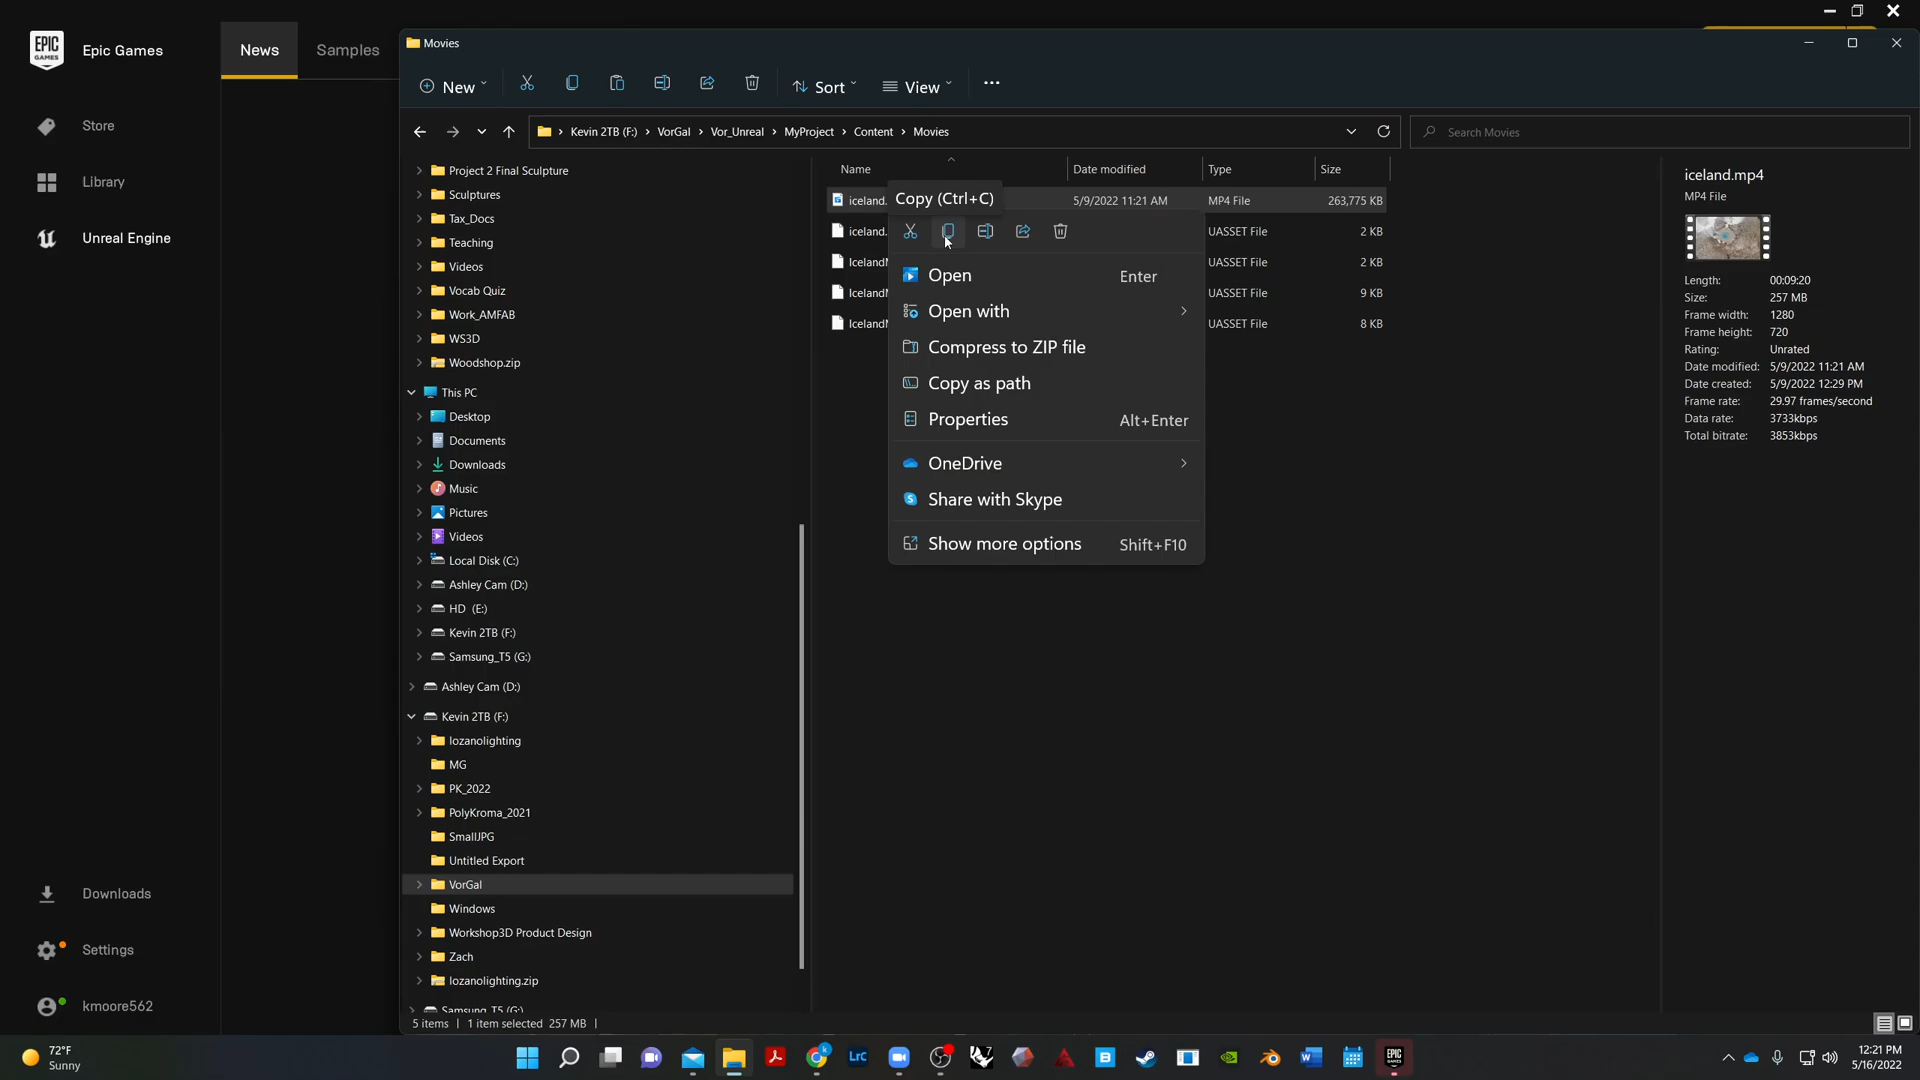 EPIC GAMES
Epic Games
Store
Library
Unreal Engine
Downloads
Settings
kmoore562
News
Samples
Movies
New
Sort
View
Kevin 2TB (F:) > VorGal > Vor_Unreal > MyProject > Content > Movies
Search Movies
Project 2 Final Sculpture
Sculptures
Tax_Docs
Teaching
Videos
Vocab Quiz
Work_AMFAB
WS3D
Woodshop.zip
This PC
Desktop
Documents
Downloads
Music
Pictures
Videos
Local Disk (C:)
Ashley Cam (D:)
HD (E:)
Kevin 2TB (F:)
Samsung_T5 (G:)
Ashley Cam (D:)
Kevin 2TB (F:)
lozanolighting
MG
PK_2022
PolyKroma_2021
SmallJPG
Untitled Export
VorGal
Windows
Workshop3D Product Design
Zach
lozanolighting.zip
Samsung_T5 (G:)
Name Date modified Type Size
iceland. 5/9/2022 11:21 AM MP4 File 263,775 KB
iceland. UASSET File 2 KB
IcelandM UASSET File 2 KB
IcelandM UASSET File 9 KB
IcelandM UASSET File 8 KB
Copy (Ctrl+C)
Open Enter
Open with
Compress to ZIP file
Copy as path
Properties Alt+Enter
OneDrive
Share with Skype
Show more options Shift+F10
iceland.mp4
MP4 File
Length: 00:09:20
Size: 257 MB
Frame width: 1280
Frame height: 720
Rating: Unrated
Date modified: 5/9/2022 11:21 AM
Date created: 5/9/2022 12:29 PM
Frame rate: 29.97 frames/second
Data rate: 3733kbps
Total bitrate: 3853kbps
5 items 1 item selected 257 MB
72°F
Sunny
LrC
12:21 PM
5/16/2022